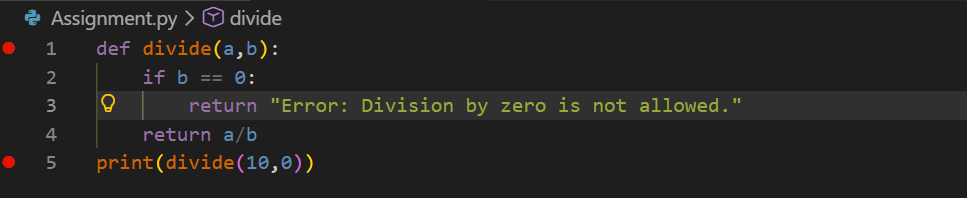 Assignment.py > divide
1 def divide(a,b):
2     if b == 0:
3         return "Error: Division by zero is not allowed."
4     return a/b
5 print(divide(10,0))